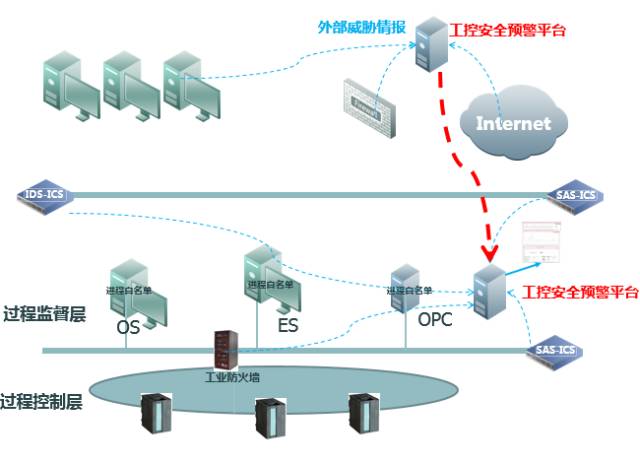 外部威胁情报
工控安全预警平台
Firewall
Internet
IDS-ICS
SAS-ICS
进程白名单
进程白名单
进程白名单
工控安全预警平台
过程监督层
OS
ES
OPC
SAS-ICS
工业防火墙
过程控制层